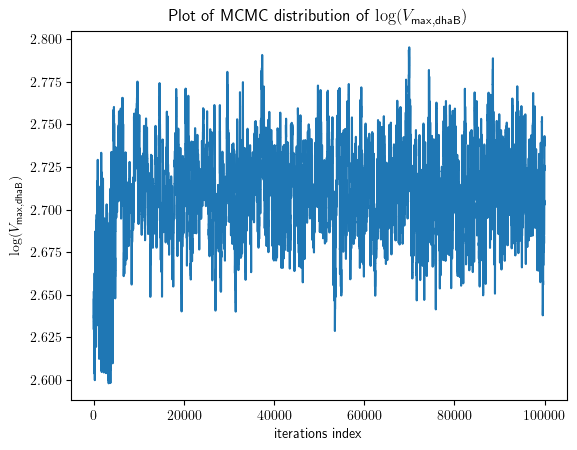 Plot of MCMC distribution of log(V_max,dhaB)
2.800
2.775
2.750
2.725
2.700
2.675
2.650
2.625
2.600
log(V_max,dhaB)
0 20000 40000 60000 80000 100000
iterations index